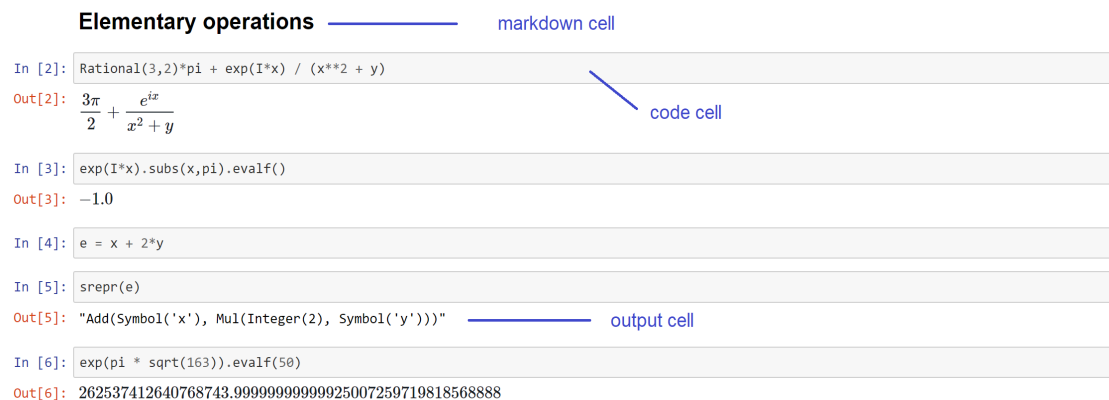 Elementary operations markdown cell
In [2]: Rational(3,2)*pi + exp(I*x) / (x**2 + y)
Out[2]: 3π/2 + e^{ix}/(x² + y)
code cell
In [3]: exp(I*x).subs(x,pi).evalf()
Out[3]: −1.0
In [4]: e = x + 2*y
In [5]: srepr(e)
Out[5]: "Add(Symbol('x'), Mul(Integer(2), Symbol('y')))" output cell
In [6]: exp(pi * sqrt(163)).evalf(50)
Out[6]: 262537412640768743.99999999999925007259719818568888